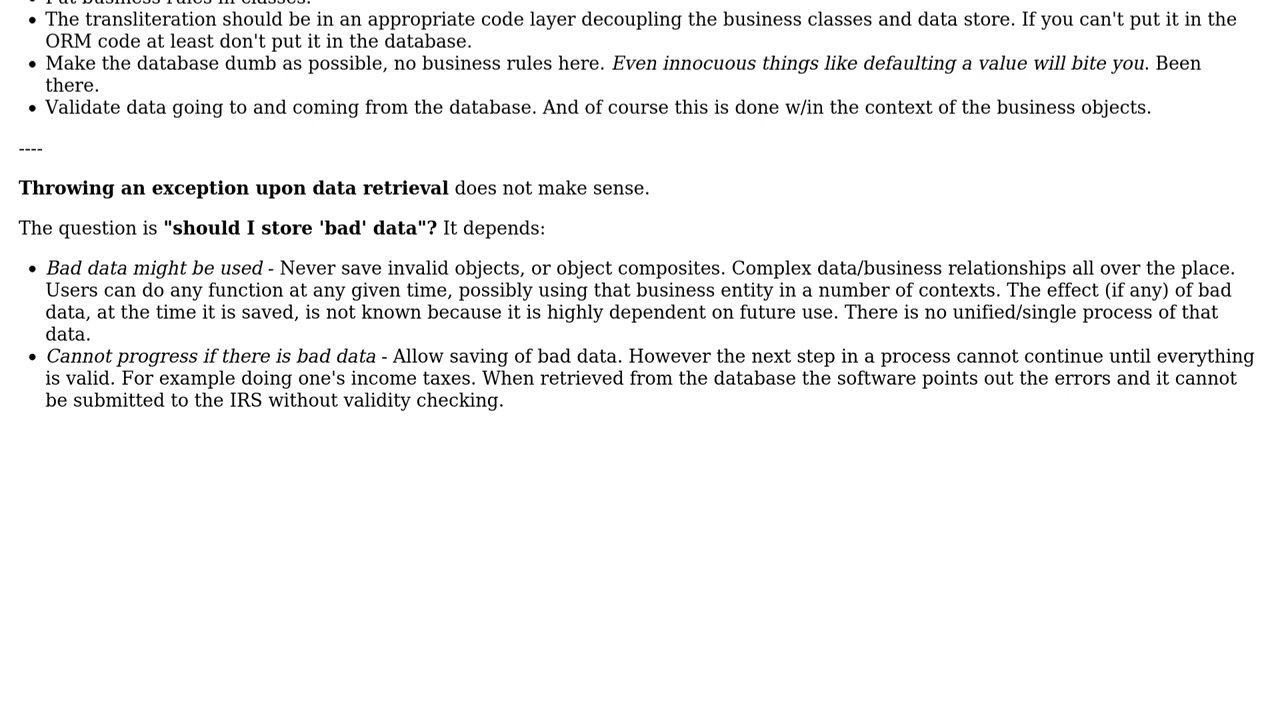 Put business rules in classes.
The transliteration should be in an appropriate code layer decoupling the business classes and data store. If you can't put it in the
ORM code at least don't put it in the database.
Make the database dumb as possible, no business rules here. Even innocuous things like defaulting a value will bite you. Been
there.
Validate data going to and coming from the database. And of course this is done w/in the context of the business objects.
----
Throwing an exception upon data retrieval does not make sense.
The question is "should I store 'bad' data"? It depends:
Bad data might be used - Never save invalid objects, or object composites. Complex data/business relationships all over the place.
Users can do any function at any given time, possibly using that business entity in a number of contexts. The effect (if any) of bad
data, at the time it is saved, is not known because it is highly dependent on future use. There is no unified/single process of that
data.
Cannot progress if there is bad data - Allow saving of bad data. However the next step in a process cannot continue until everything
is valid. For example doing one's income taxes. When retrieved from the database the software points out the errors and it cannot
be submitted to the IRS without validity checking.